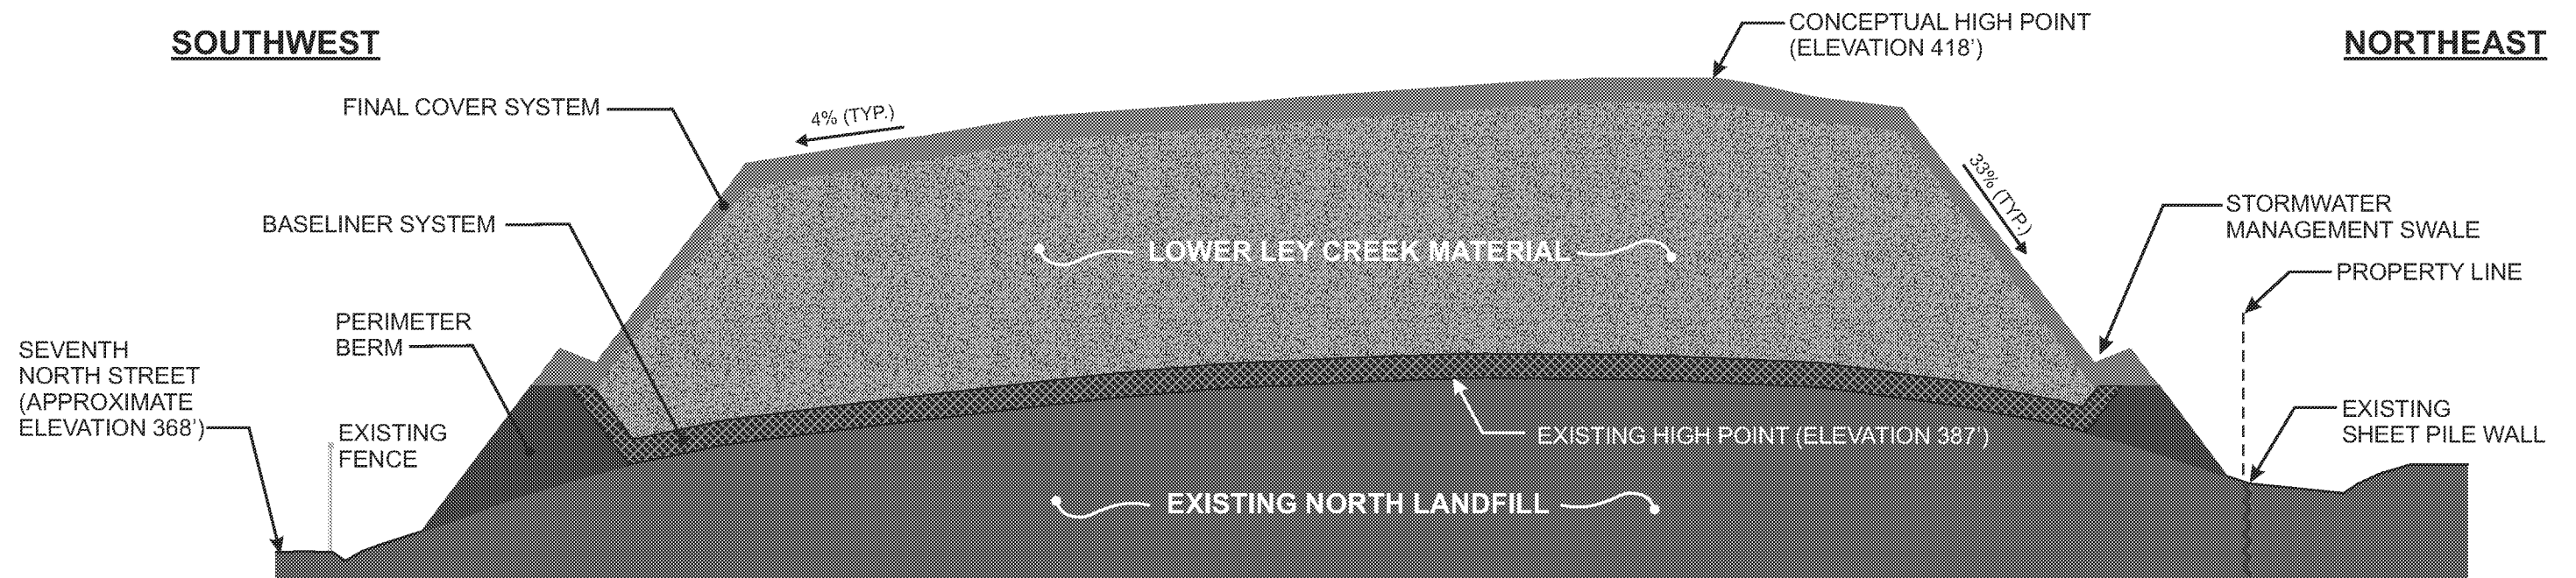 SOUTHWEST
CONCEPTUAL HIGH POINT
(ELEVATION 418')
NORTHEAST
FINAL COVER SYSTEM
4% (TYP.)
33% (TYP.)
BASELINER SYSTEM
STORMWATER
MANAGEMENT SWALE
LOWER LEY CREEK MATERIAL
PROPERTY LINE
PERIMETER
BERM
SEVENTH
NORTH STREET
(APPROXIMATE
ELEVATION 368')
EXISTING
FENCE
EXISTING HIGH POINT (ELEVATION 387')
EXISTING
SHEET PILE WALL
EXISTING NORTH LANDFILL